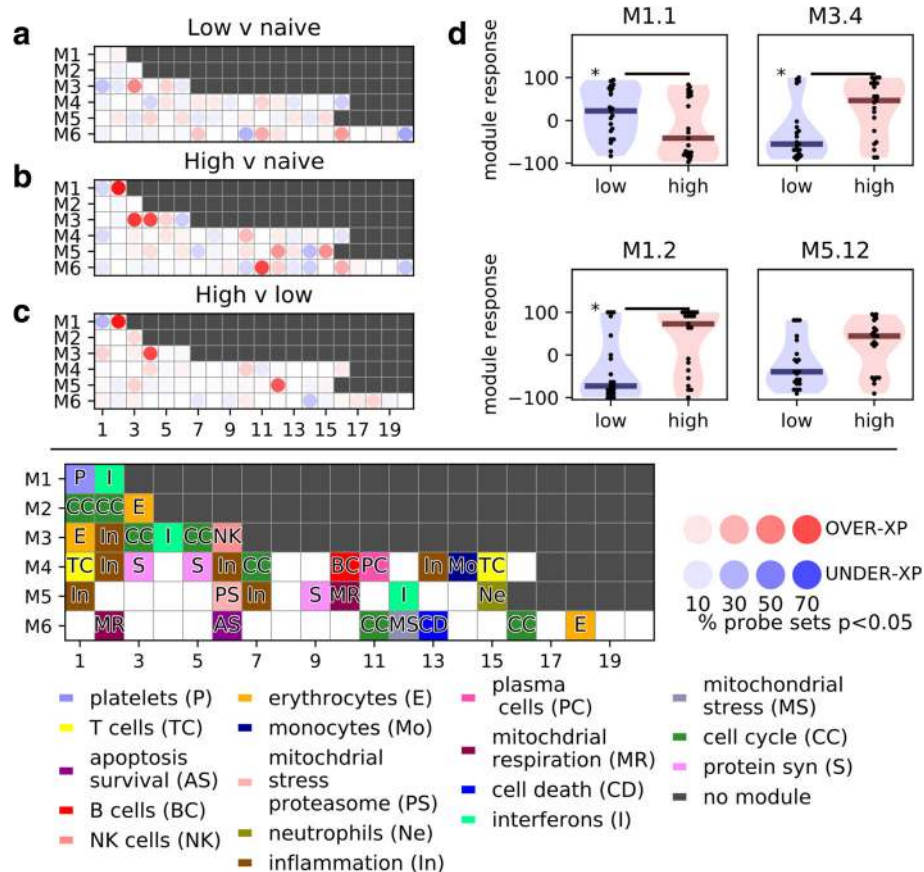 a
Low v naive
M1
M2
M3
M4
M5
M6
b
High v naive
M1
M2
M3
M4
M5
M6
c
High v low
M1
M2
M3
M4
M5
M6
1 3 5 7 9 11 13 15 17 19
d
M1.1
M3.4
module response
100
0
−100
*
low high
100
0
−100
*
low high
M1.2
M5.12
module response
100
0
−100
*
low high
100
0
−100
low high
M1 P I
M2 CC CC E
M3 E In CC I CC NK
M4 TC In S S In CC BC PC In Mo TC
M5 In PS In S MR I Ne
M6 MR AS CC MS CD CC E
1 3 5 7 9 11 13 15 17 19
OVER-XP
UNDER-XP
10 30 50 70
% probe sets p<0.05
platelets (P)
T cells (TC)
apoptosis
survival (AS)
B cells (BC)
NK cells (NK)
erythrocytes (E)
monocytes (Mo)
mitochdrial
stress
proteasome (PS)
neutrophils (Ne)
inflammation (In)
plasma
cells (PC)
mitochdrial
respiration (MR)
cell death (CD)
interferons (I)
mitochondrial
stress (MS)
cell cycle (CC)
protein syn (S)
no module